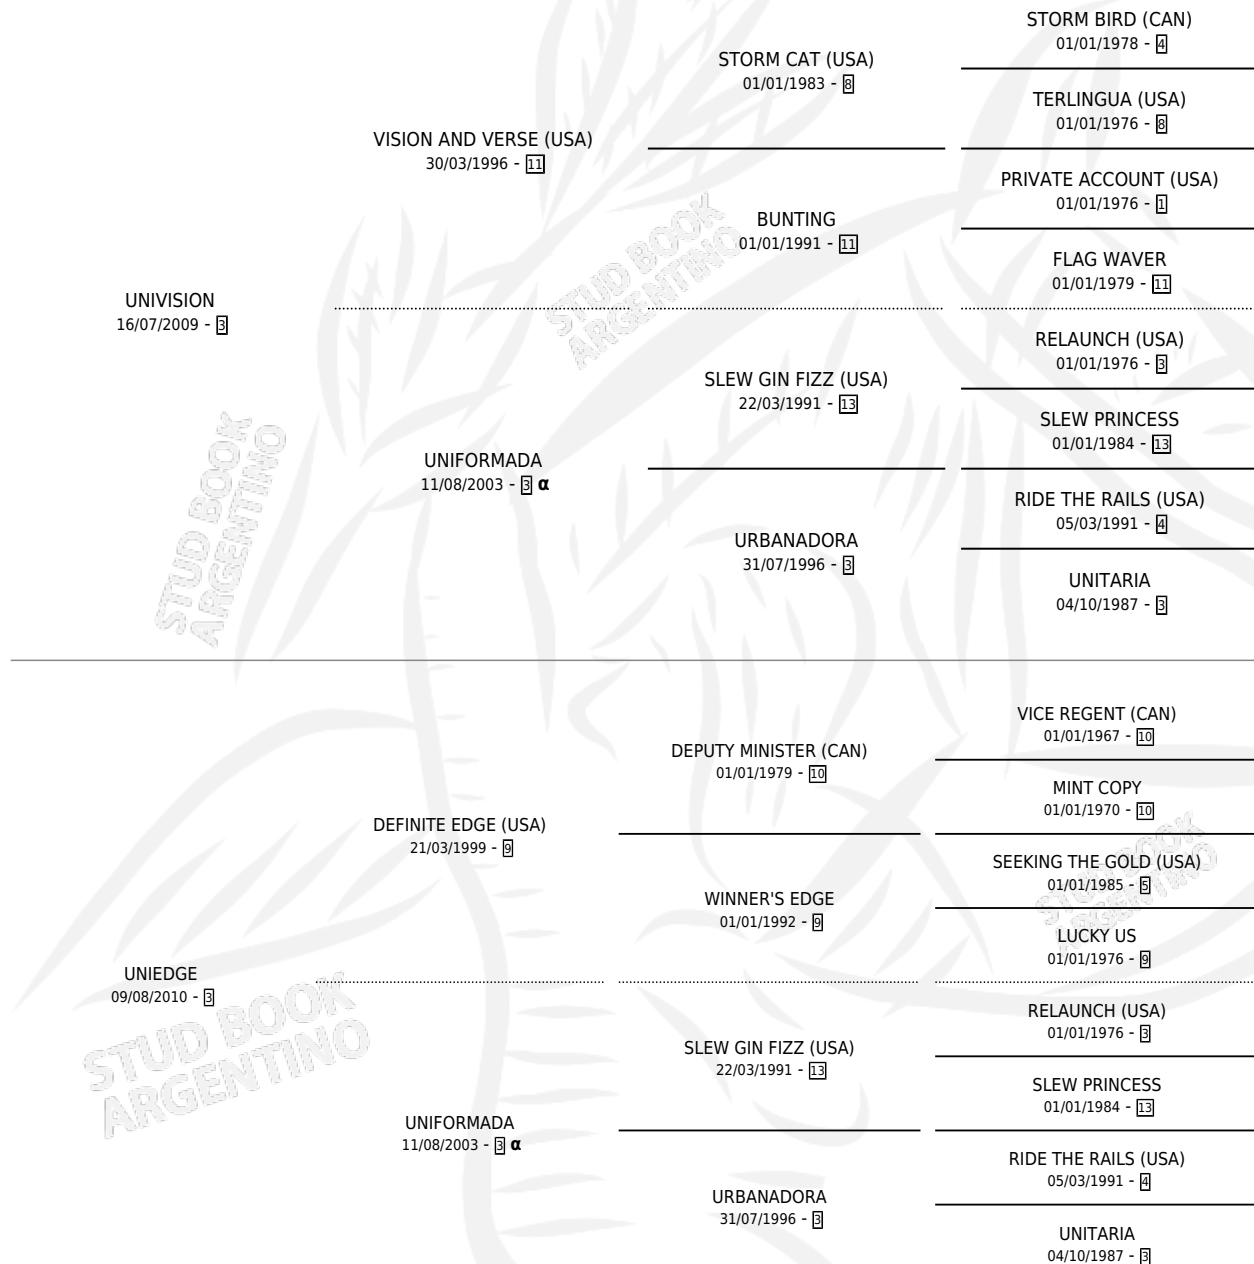 STORM BIRD (CAN)
01/01/1978 - 4
STORM CAT (USA)
01/01/1983 - 8
TERLINGUA (USA)
01/01/1976 - 8
VISION AND VERSE (USA)
30/03/1996 - 11
PRIVATE ACCOUNT (USA)
01/01/1976 - 1
BUNTING
01/01/1991 - 11
FLAG WAVER
01/01/1979 - 11
UNIVISION
16/07/2009 - 3
RELAUNCH (USA)
01/01/1976 - 3
SLEW GIN FIZZ (USA)
22/03/1991 - 13
SLEW PRINCESS
01/01/1984 - 13
UNIFORMADA
11/08/2003 - 3 α
RIDE THE RAILS (USA)
05/03/1991 - 4
URBANADORA
31/07/1996 - 3
UNITARIA
04/10/1987 - 3
STUD BOOK
ARGENTINO
STUD BOOK
ARGENTINO
VICE REGENT (CAN)
01/01/1967 - 10
DEPUTY MINISTER (CAN)
01/01/1979 - 10
MINT COPY
01/01/1970 - 10
DEFINITE EDGE (USA)
21/03/1999 - 9
SEEKING THE GOLD (USA)
01/01/1985 - 5
WINNER'S EDGE
01/01/1992 - 9
LUCKY US
01/01/1976 - 9
UNIEDGE
09/08/2010 - 3
RELAUNCH (USA)
01/01/1976 - 3
SLEW GIN FIZZ (USA)
22/03/1991 - 13
SLEW PRINCESS
01/01/1984 - 13
UNIFORMADA
11/08/2003 - 3 α
RIDE THE RAILS (USA)
05/03/1991 - 4
URBANADORA
31/07/1996 - 3
UNITARIA
04/10/1987 - 3
STUD BOOK
ARGENTINO
STUD BOOK
ARGENTINO